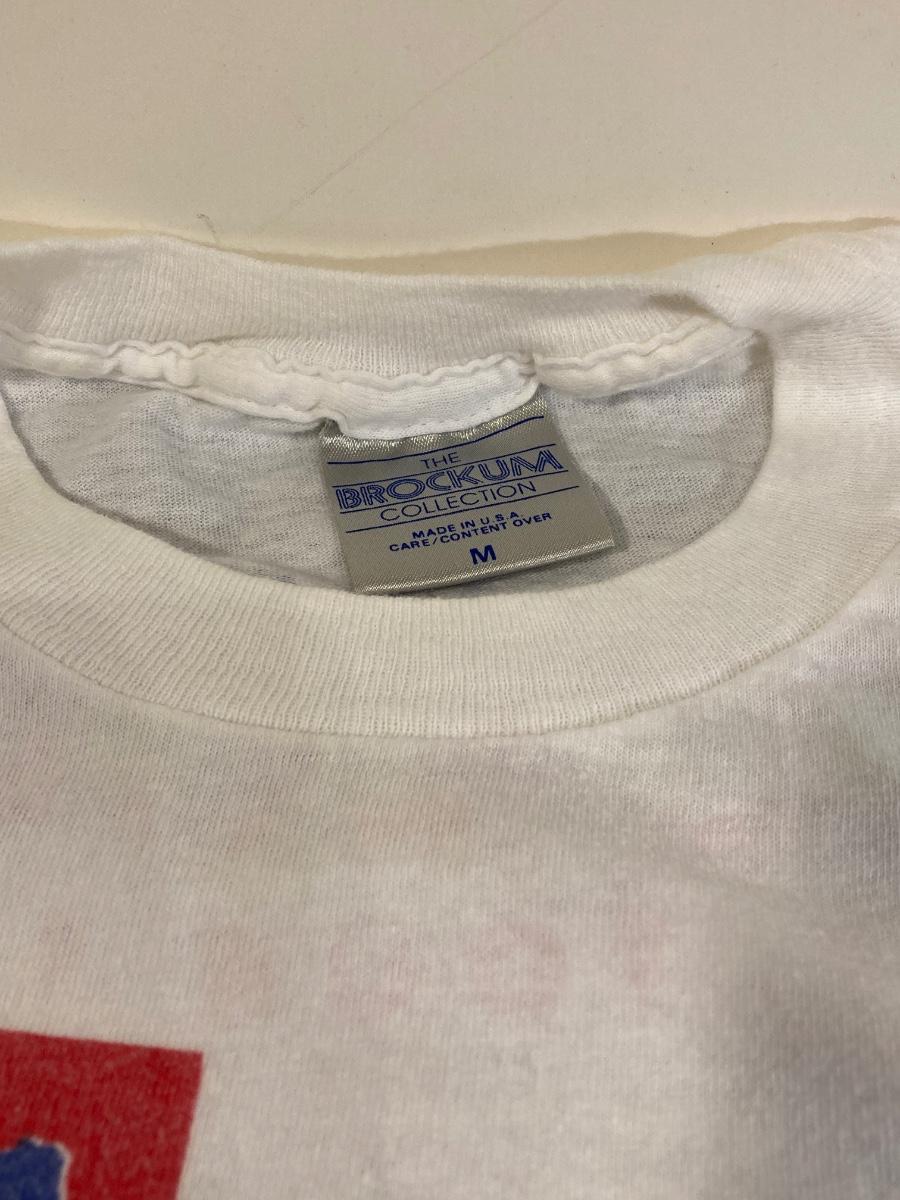 THE
BROCKUM
COLLECTION
MADE IN U.S.A.
CARE/CONTENT OVER
M